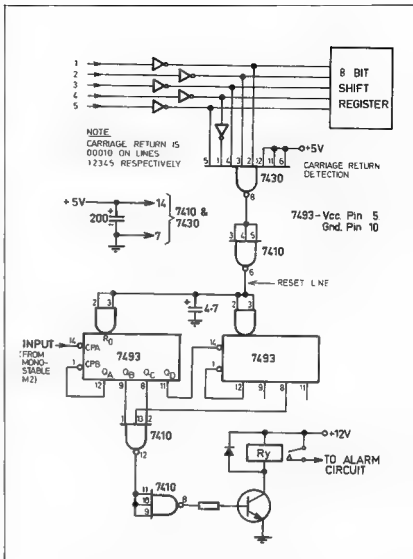 1
2
3
4
5
8 BIT
SHIFT
REGISTER
NOTE
CARRIAGE RETURN IS
00010 ON LINES
12345 RESPECTIVELY
+5V
5 1 4 3 2 12 11 6
CARRIAGE RETURN
DETECTION
7430
8
+5V
200
+
14
7
7410 &
7430
7493-Vcc. Pin 5
Gnd. Pin 10
3 4 5
7410
6
RESET LINE
2 3
+
4·7
2 3
INPUT
(FROM
MONO-
STABLE
M2)
14
CPA
1
CPB
R0
7493
QA QB QC QD
12 9 8 11
14
1
7493
12 9 8 11
1 13 2
7410
12
7410
11
10
9
8
+12V
Ry
TO ALARM
CIRCUIT